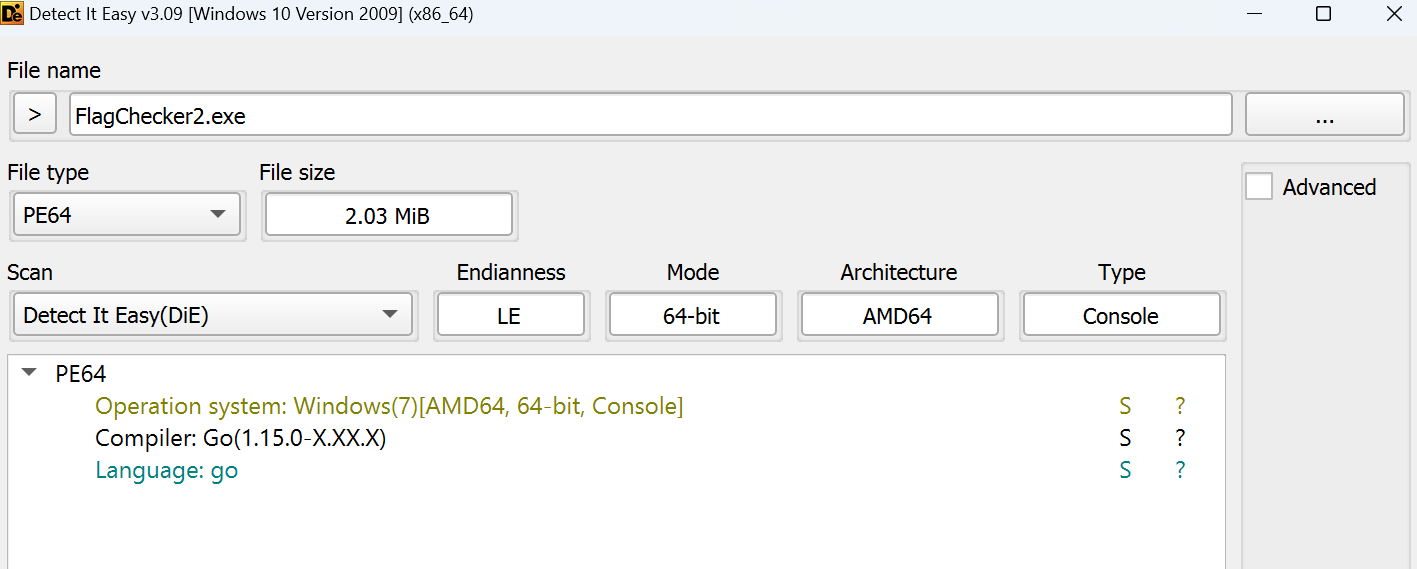 Detect It Easy v3.09 [Windows 10 Version 2009] (x86_64)
File name
> FlagChecker2.exe ...
File type File size
PE64 2.03 MiB
Advanced
Scan Endianness Mode Architecture Type
Detect It Easy(DiE) LE 64-bit AMD64 Console
PE64
Operation system: Windows(7)[AMD64, 64-bit, Console] S ?
Compiler: Go(1.15.0-X.XX.X) S ?
Language: go S ?